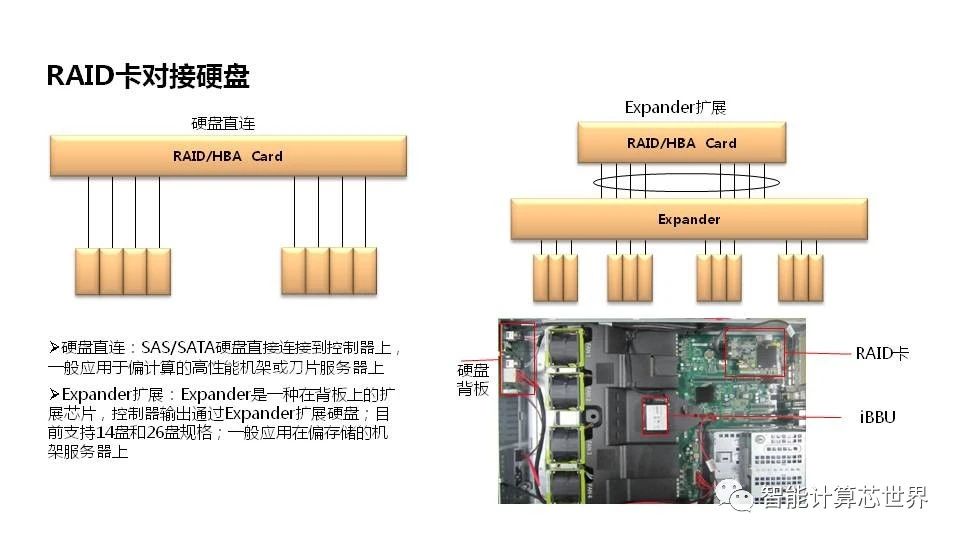 RAID卡对接硬盘
硬盘直连
RAID/HBA Card
Expander扩展
RAID/HBA Card
Expander
➢硬盘直连：SAS/SATA硬盘直接连接到控制器上，
一般应用于偏计算的高性能机架或刀片服务器上
➢Expander扩展：Expander是一种在背板上的扩
展芯片，控制器输出通过Expander扩展硬盘；目
前支持14盘和26盘规格；一般应用在偏存储的机
架服务器上
硬盘
背板
RAID卡
iBBU
智能计算芯世界